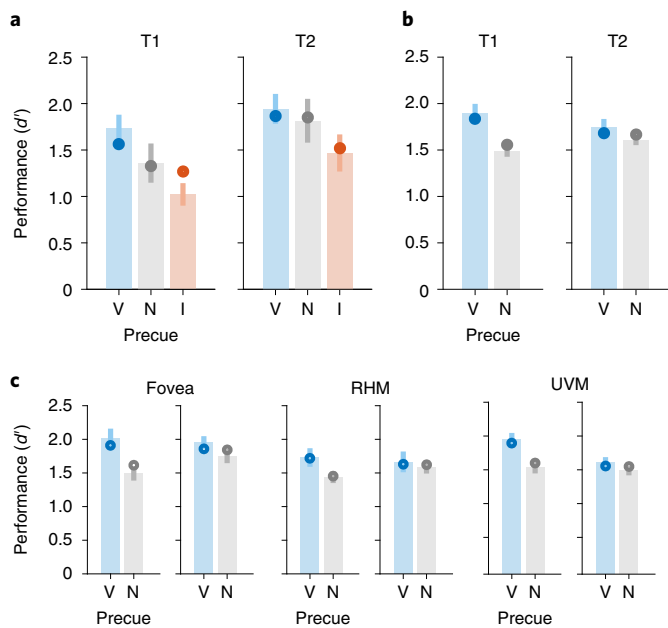 a
b
T1
T2
T1
T2
Performance (d′)
2.5
2.0
1.5
1.0
0.5
0
V N I
V N I
Precue
2.5
2.0
1.5
1.0
0.5
0
V N
V N
Precue
c
Fovea
RHM
UVM
Performance (d′)
2.5
2.0
1.5
1.0
0.5
0
V N
V N
V N
V N
V N
V N
Precue
Precue
Precue